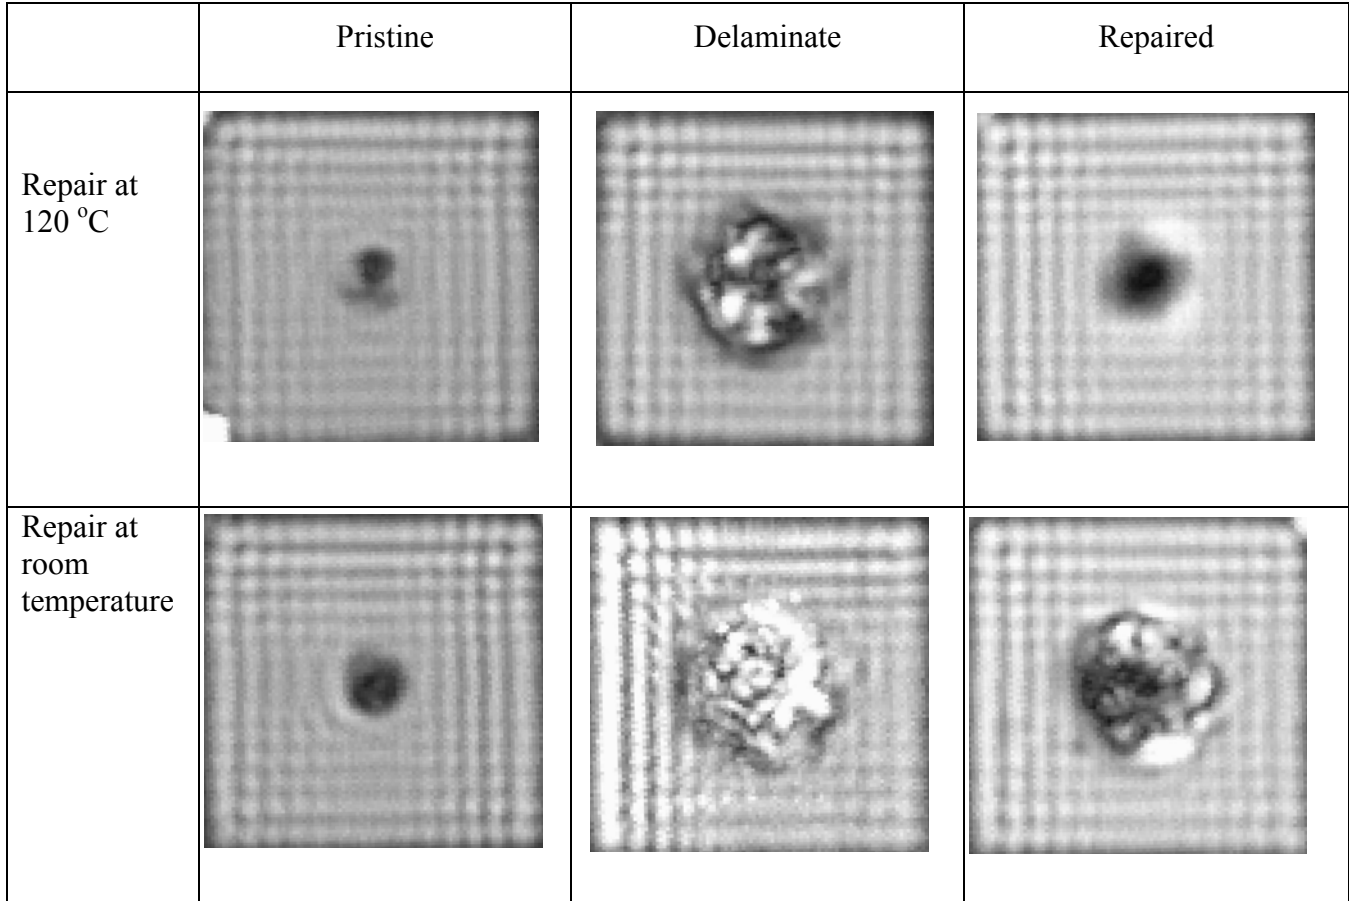 Pristine
Delaminate
Repaired
Repair at
120 °C
Repair at
room
temperature